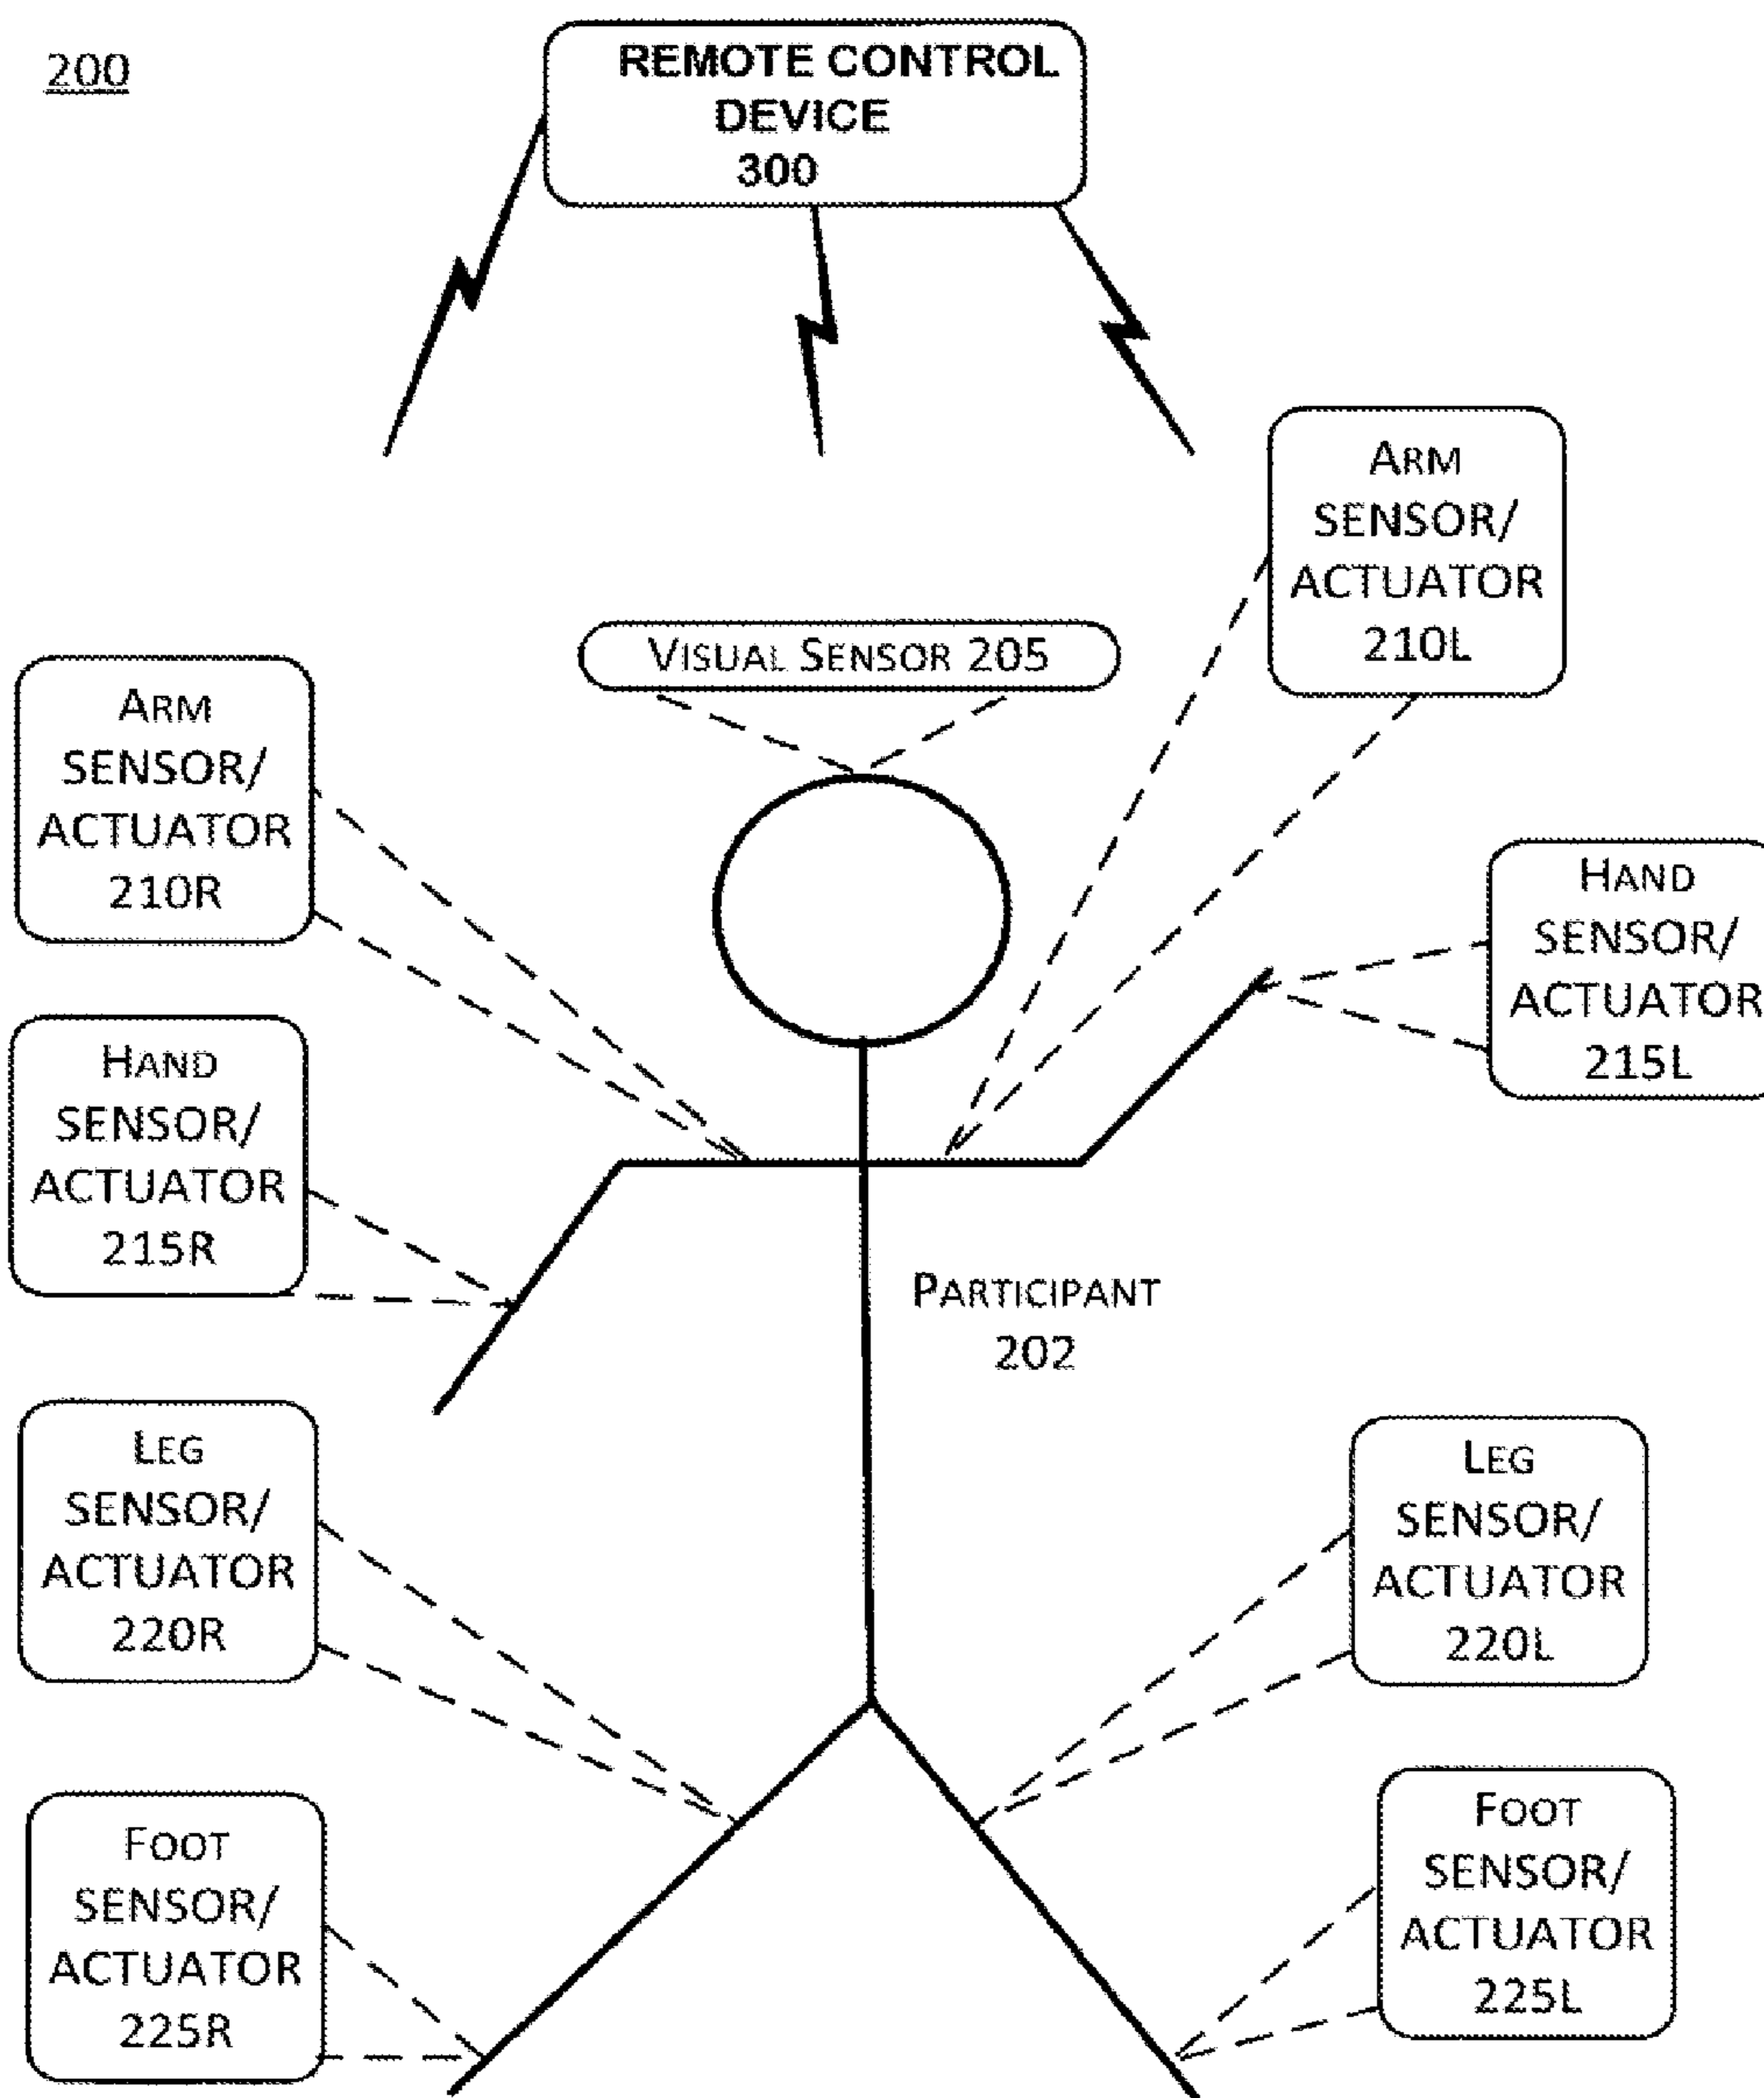 200
REMOTE CONTROL
DEVICE
300
ARM
SENSOR/
ACTUATOR
210L
VISUAL SENSOR 205
ARM
SENSOR/
ACTUATOR
210R
HAND
SENSOR/
ACTUATOR
215L
HAND
SENSOR/
ACTUATOR
215R
PARTICIPANT
202
LEG
SENSOR/
ACTUATOR
220R
LEG
SENSOR/
ACTUATOR
220L
FOOT
SENSOR/
ACTUATOR
225R
FOOT
SENSOR/
ACTUATOR
225L